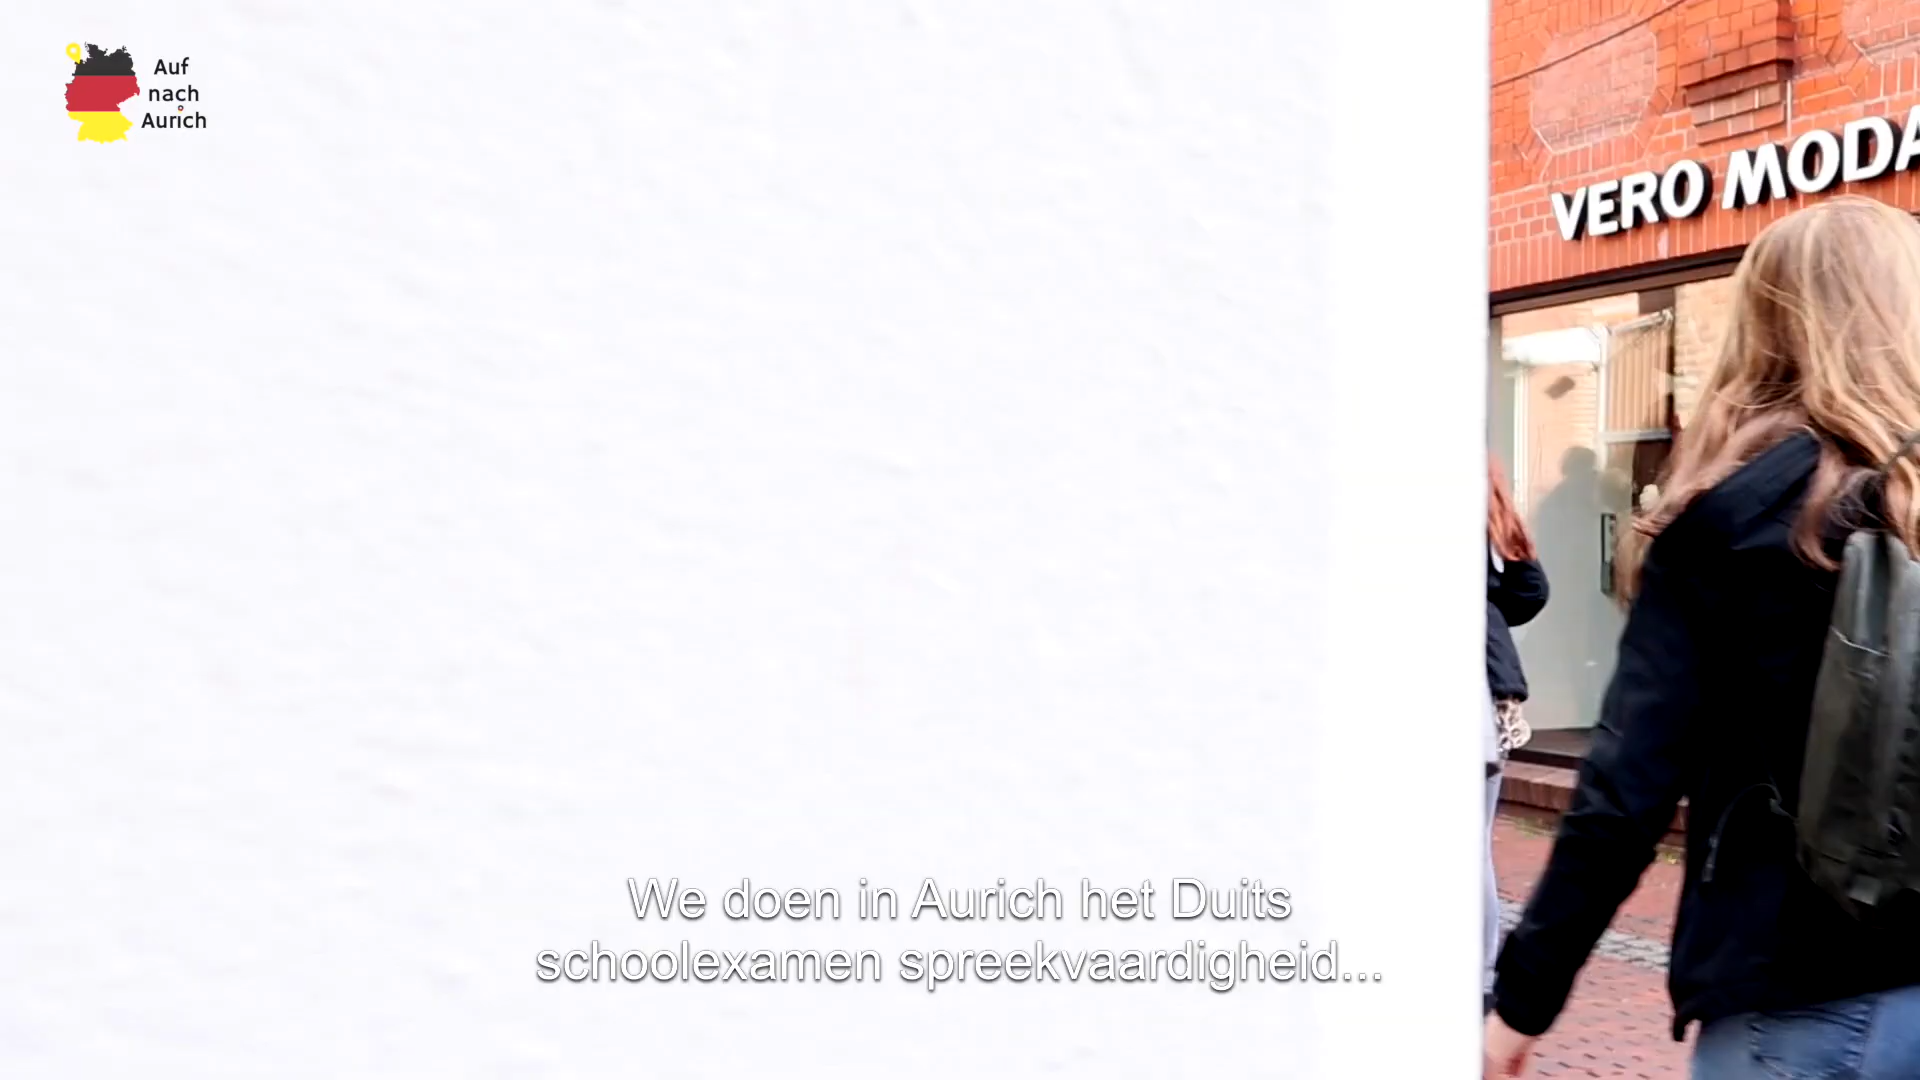 Auf
nach
Aurich
VERO MODA
We doen in Aurich het Duits
schoolexamen spreekvaardigheid...